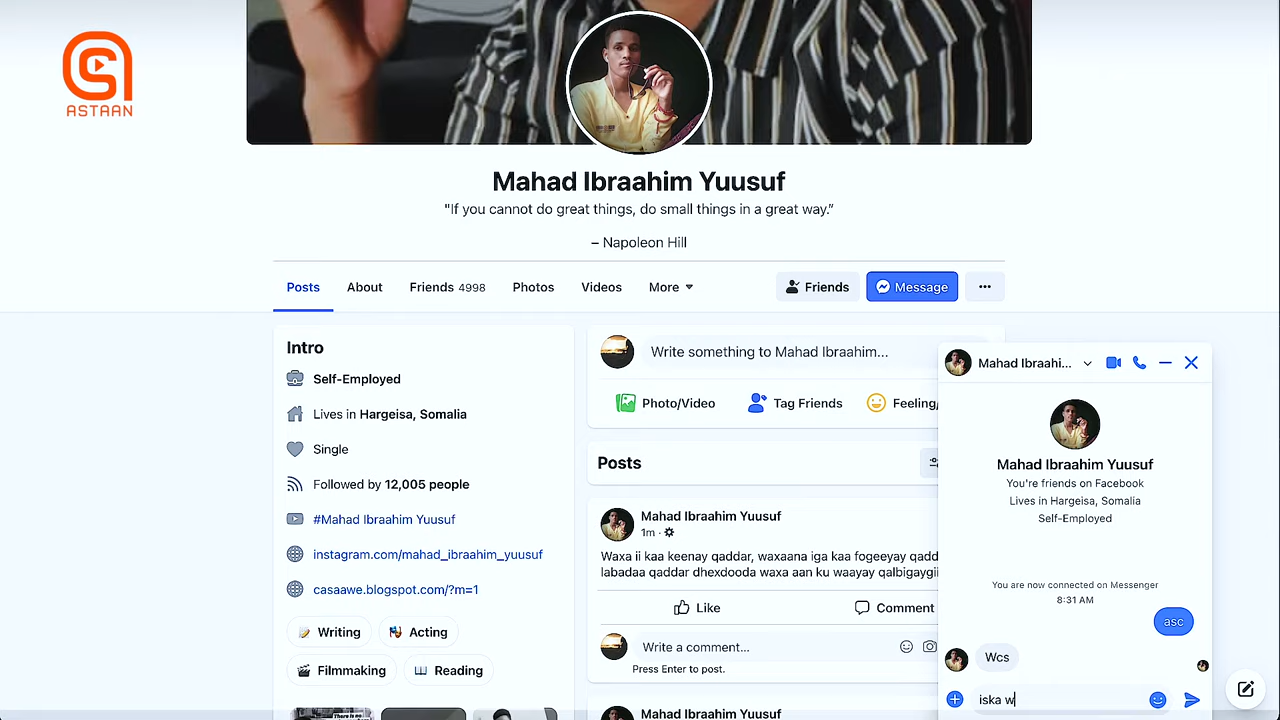 ASTAAN
Mahad Ibraahim Yuusuf
"If you cannot do great things, do small things in a great way.”
– Napoleon Hill
Posts About Friends 4998 Photos Videos More Friends Message
Intro
Self-Employed
Lives in Hargeisa, Somalia
Single
Followed by 12,005 people
#Mahad Ibraahim Yuusuf
instagram.com/mahad_ibraahim_yuusuf
casaawe.blogspot.com/?m=1
Writing Acting
Filmmaking Reading
Write something to Mahad Ibraahim...
Photo/Video Tag Friends Feeling/
Posts
Mahad Ibraahim Yuusuf
1m ·
Waxa ii kaa keenay qaddar, waxaana iga kaa fogeeyay qadd
labadaa qaddar dhexdooda waxa aan ku waayay qalbigaygii
Like Comment
Write a comment...
Press Enter to post.
Mahad Ibraahim Yuusuf
Mahad Ibraahi...
Mahad Ibraahim Yuusuf
You're friends on Facebook
Lives in Hargeisa, Somalia
Self-Employed
You are now connected on Messenger
8:31 AM
asc
Wcs
iska w